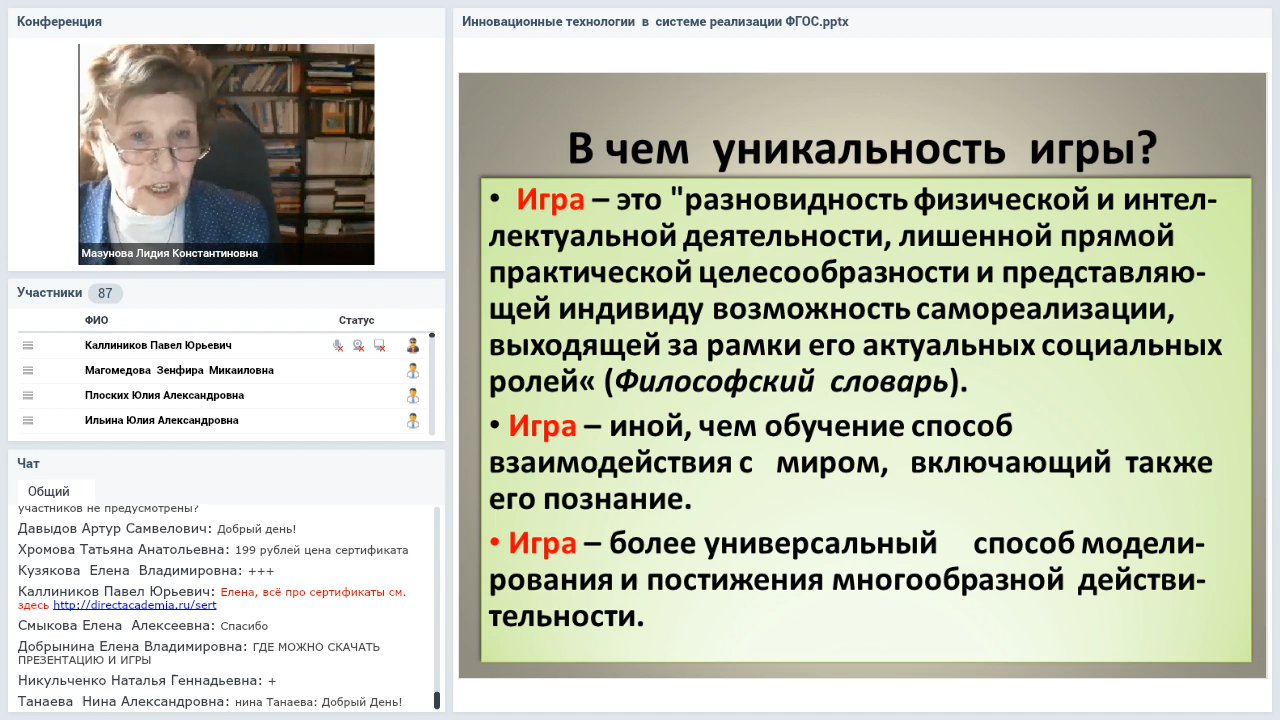 Конференция
Мазунова Лидия Константиновна
Участники 87
ФИО Статус
Каллиников Павел Юрьевич
Магомедова Зенфира Микаиловна
Плоских Юлия Александровна
Ильина Юлия Александровна
Чат
Общий
участников не предусмотрены?
Давыдов Артур Самвелович: Добрый день!
Хромова Татьяна Анатольевна: 199 рублей цена сертификата
Кузякова Елена Владимировна: +++
Каллиников Павел Юрьевич: Елена, всё про сертификаты см.
здесь http://directacademia.ru/sert
Смыкова Елена Алексеевна: Спасибо
Добрынина Елена Владимировна: ГДЕ МОЖНО СКАЧАТЬ
ПРЕЗЕНТАЦИЮ И ИГРЫ
Никульченко Наталья Геннадьевна: +
Танаева Нина Александровна: нина Танаева: Добрый День!
Инновационные технологии в системе реализации ФГОС.pptx
В чем уникальность игры?
• Игра – это "разновидность физической и интел-
лектуальной деятельности, лишенной прямой
практической целесообразности и представляю-
щей индивиду возможность самореализации,
выходящей за рамки его актуальных социальных
ролей« (Философский словарь).
• Игра – иной, чем обучение способ
взаимодействия с миром, включающий также
его познание.
• Игра – более универсальный способ модели-
рования и постижения многообразной действи-
тельности.